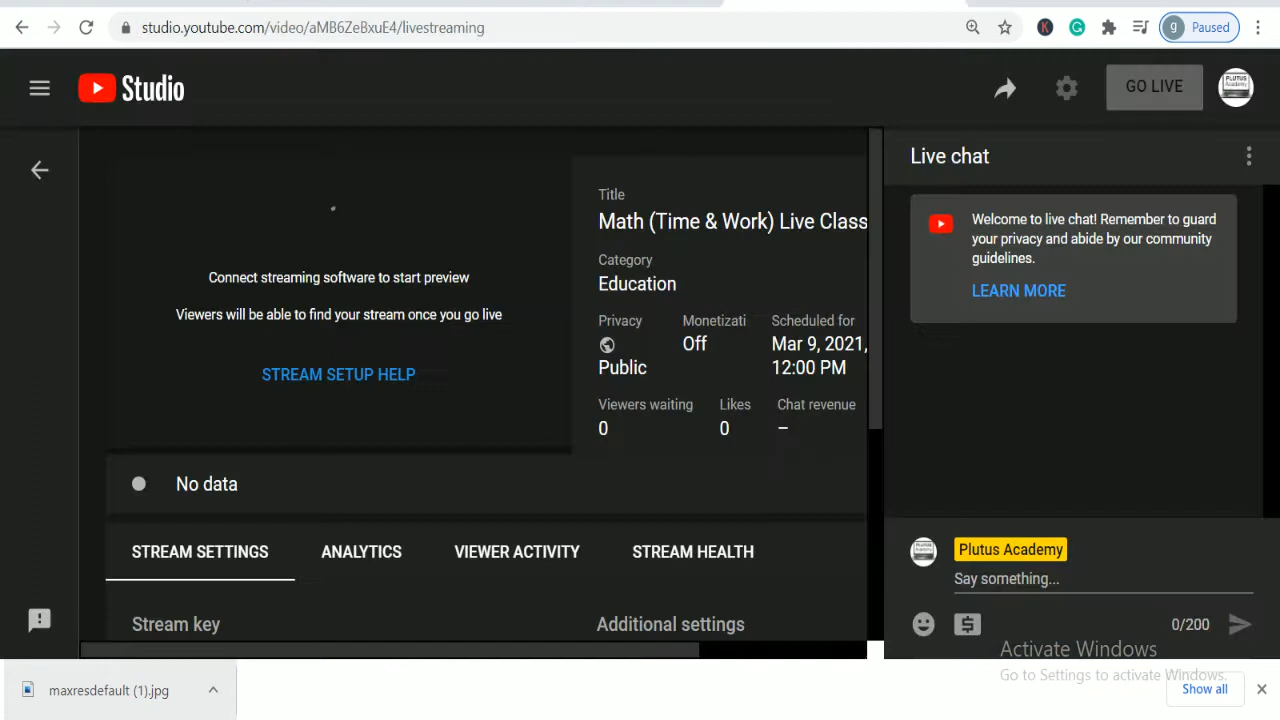 studio.youtube.com/video/aMB6ZeBxuE4/livestreaming
K
g Paused
Studio
GO LIVE
PLUTUS
Academy
Live chat
Welcome to live chat! Remember to guard
your privacy and abide by our community
guidelines.
LEARN MORE
Connect streaming software to start preview
Viewers will be able to find your stream once you go live
STREAM SETUP HELP
Title
Math (Time & Work) Live Class
Category
Education
Privacy Monetizati Scheduled for
Public Off Mar 9, 2021,
12:00 PM
Viewers waiting Likes Chat revenue
0 0 –
No data
STREAM SETTINGS ANALYTICS VIEWER ACTIVITY STREAM HEALTH
Stream key Additional settings
Plutus Academy
Say something...
0/200
Activate Windows
Go to Settings to activate Windows.
maxresdefault (1).jpg
Show all